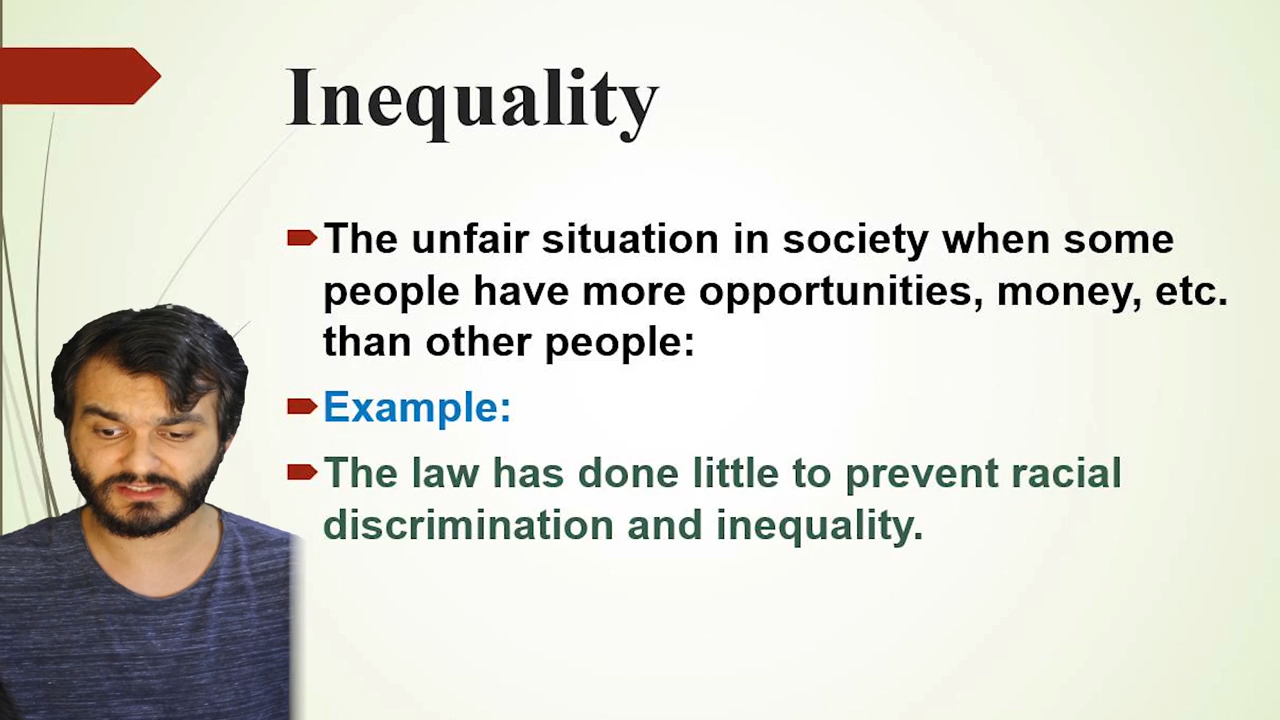 Inequality
The unfair situation in society when some
people have more opportunities, money, etc.
than other people:
Example:
The law has done little to prevent racial
discrimination and inequality.